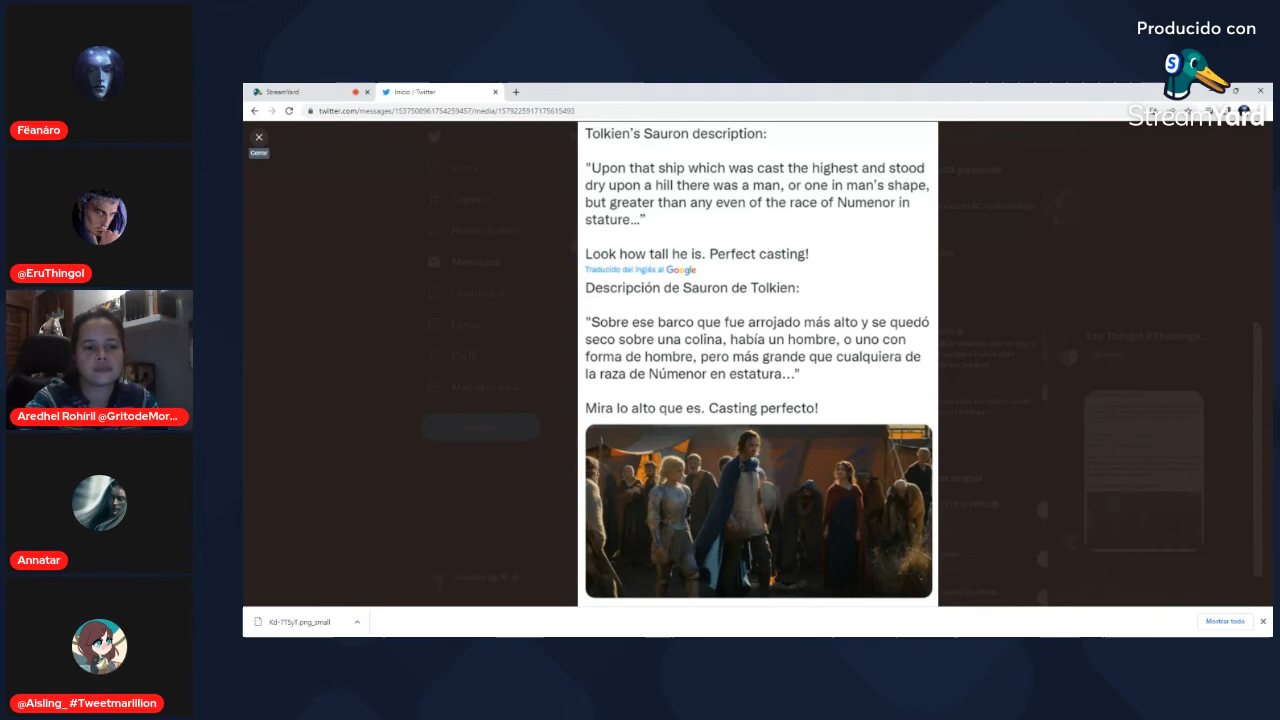 Producido con
StreamYard
Fëanáro
@EruThingol
Aredhel Rohíril @GritodeMor...
Annatar
@Aisling_ #Tweetmarillion
StreamYard
Inicio / Twitter
twitter.com/messages/1537508961754259457/media/1579225917175615493
Cerrar
Tolkien's Sauron description:
"Upon that ship which was cast the highest and stood
dry upon a hill there was a man, or one in man's shape,
but greater than any even of the race of Numenor in
stature..."
Look how tall he is. Perfect casting!
Traducido del inglés al Google
Descripción de Sauron de Tolkien:
"Sobre ese barco que fue arrojado más alto y se quedó
seco sobre una colina, había un hombre, o uno con
forma de hombre, pero más grande que cualquiera de
la raza de Númenor en estatura..."
Mira lo alto que es. Casting perfecto!
Kd-7TSyT.png_small
Mostrar todo